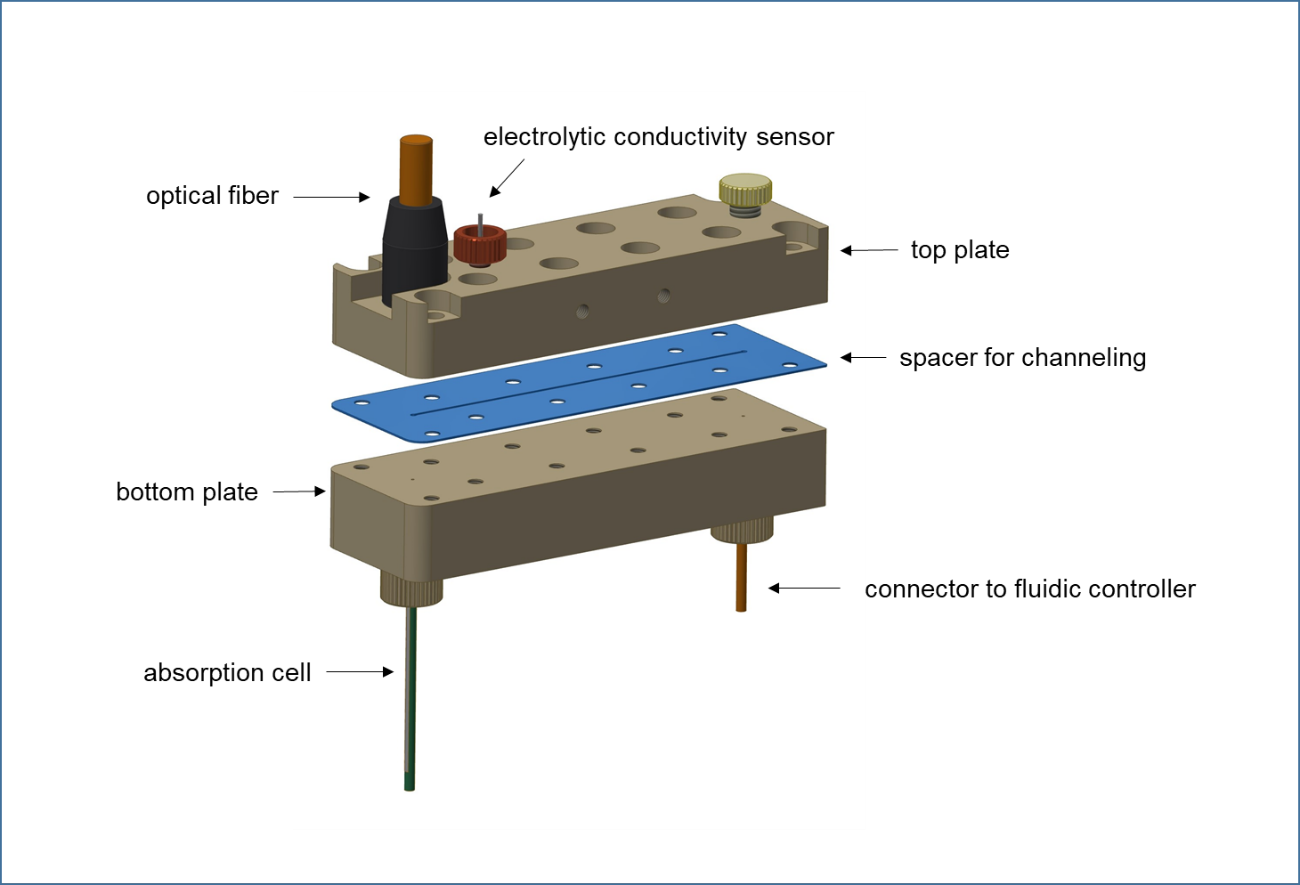 electrolytic conductivity sensor
optical fiber
top plate
spacer for channeling
bottom plate
connector to fluidic controller
absorption cell